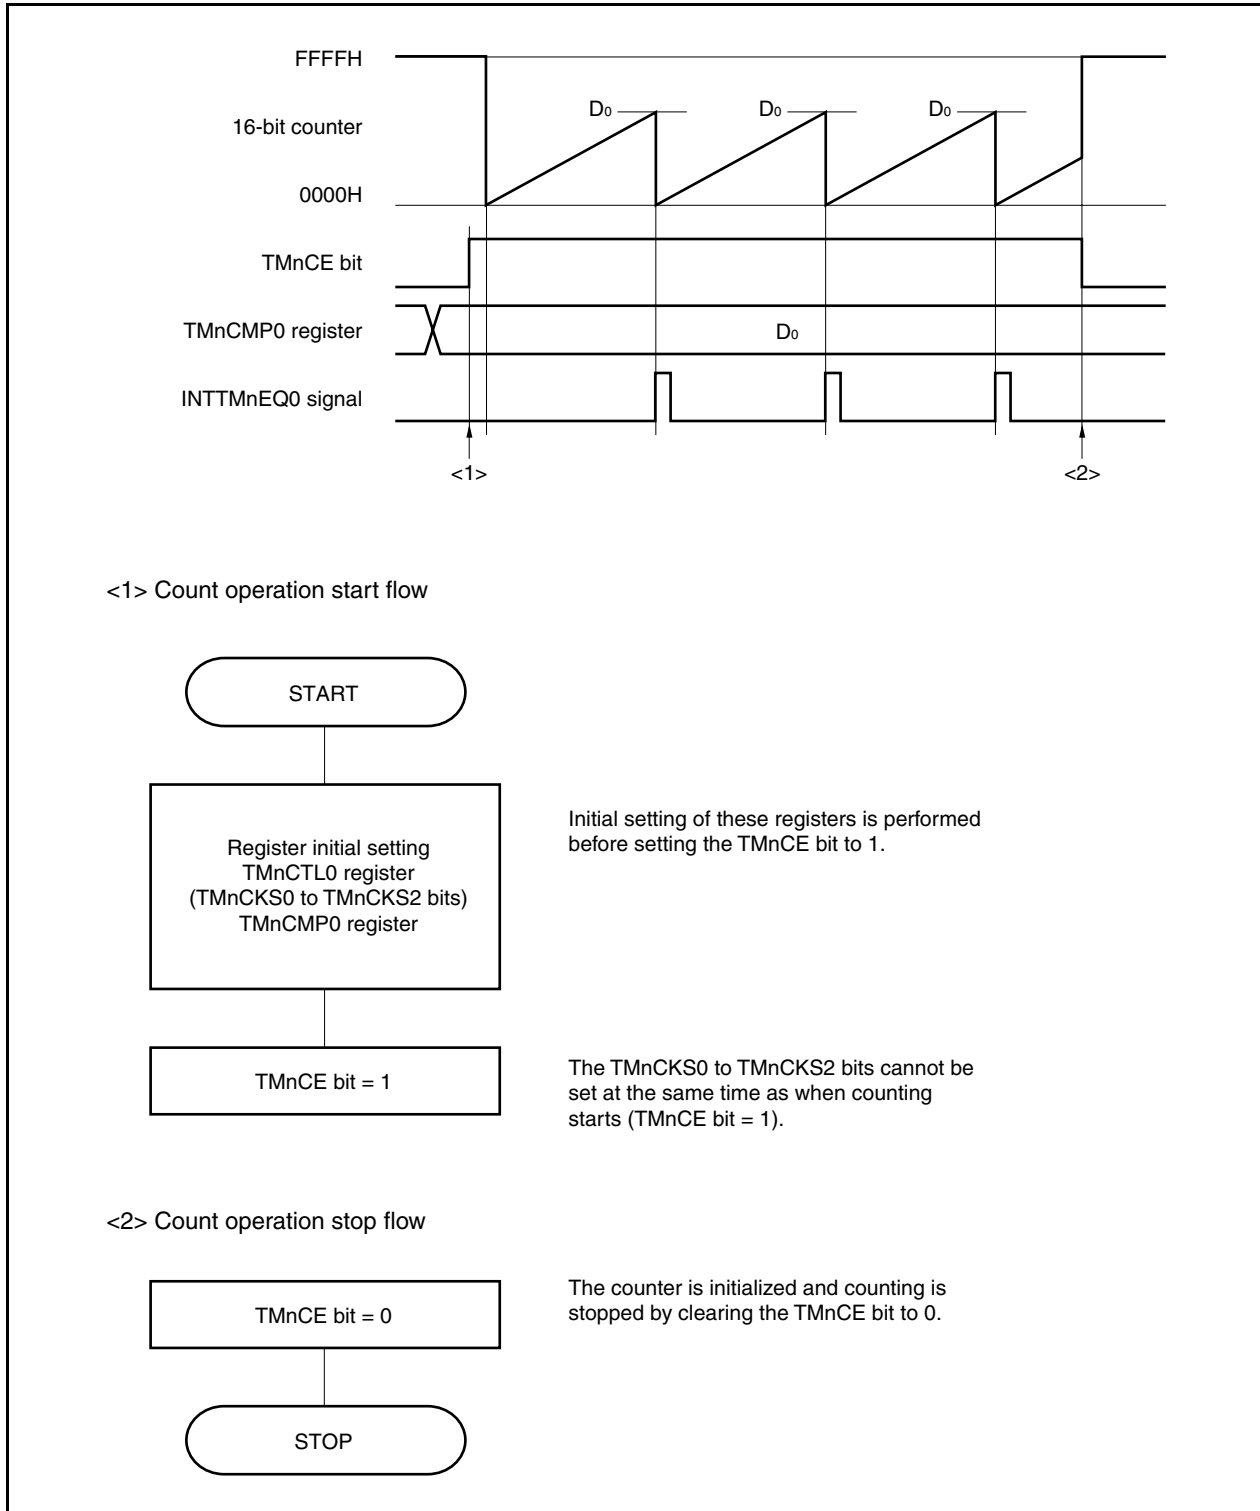 FFFFH
16-bit counter
0000H
D0
D0
D0
TMnCE bit
TMnCMP0 register
D0
INTTMnEQ0 signal
<1>
<2>
<1> Count operation start flow
START
Register initial setting
TMnCTL0 register
(TMnCKS0 to TMnCKS2 bits)
TMnCMP0 register
Initial setting of these registers is performed
before setting the TMnCE bit to 1.
TMnCE bit = 1
The TMnCKS0 to TMnCKS2 bits cannot be
set at the same time as when counting
starts (TMnCE bit = 1).
<2> Count operation stop flow
TMnCE bit = 0
The counter is initialized and counting is
stopped by clearing the TMnCE bit to 0.
STOP